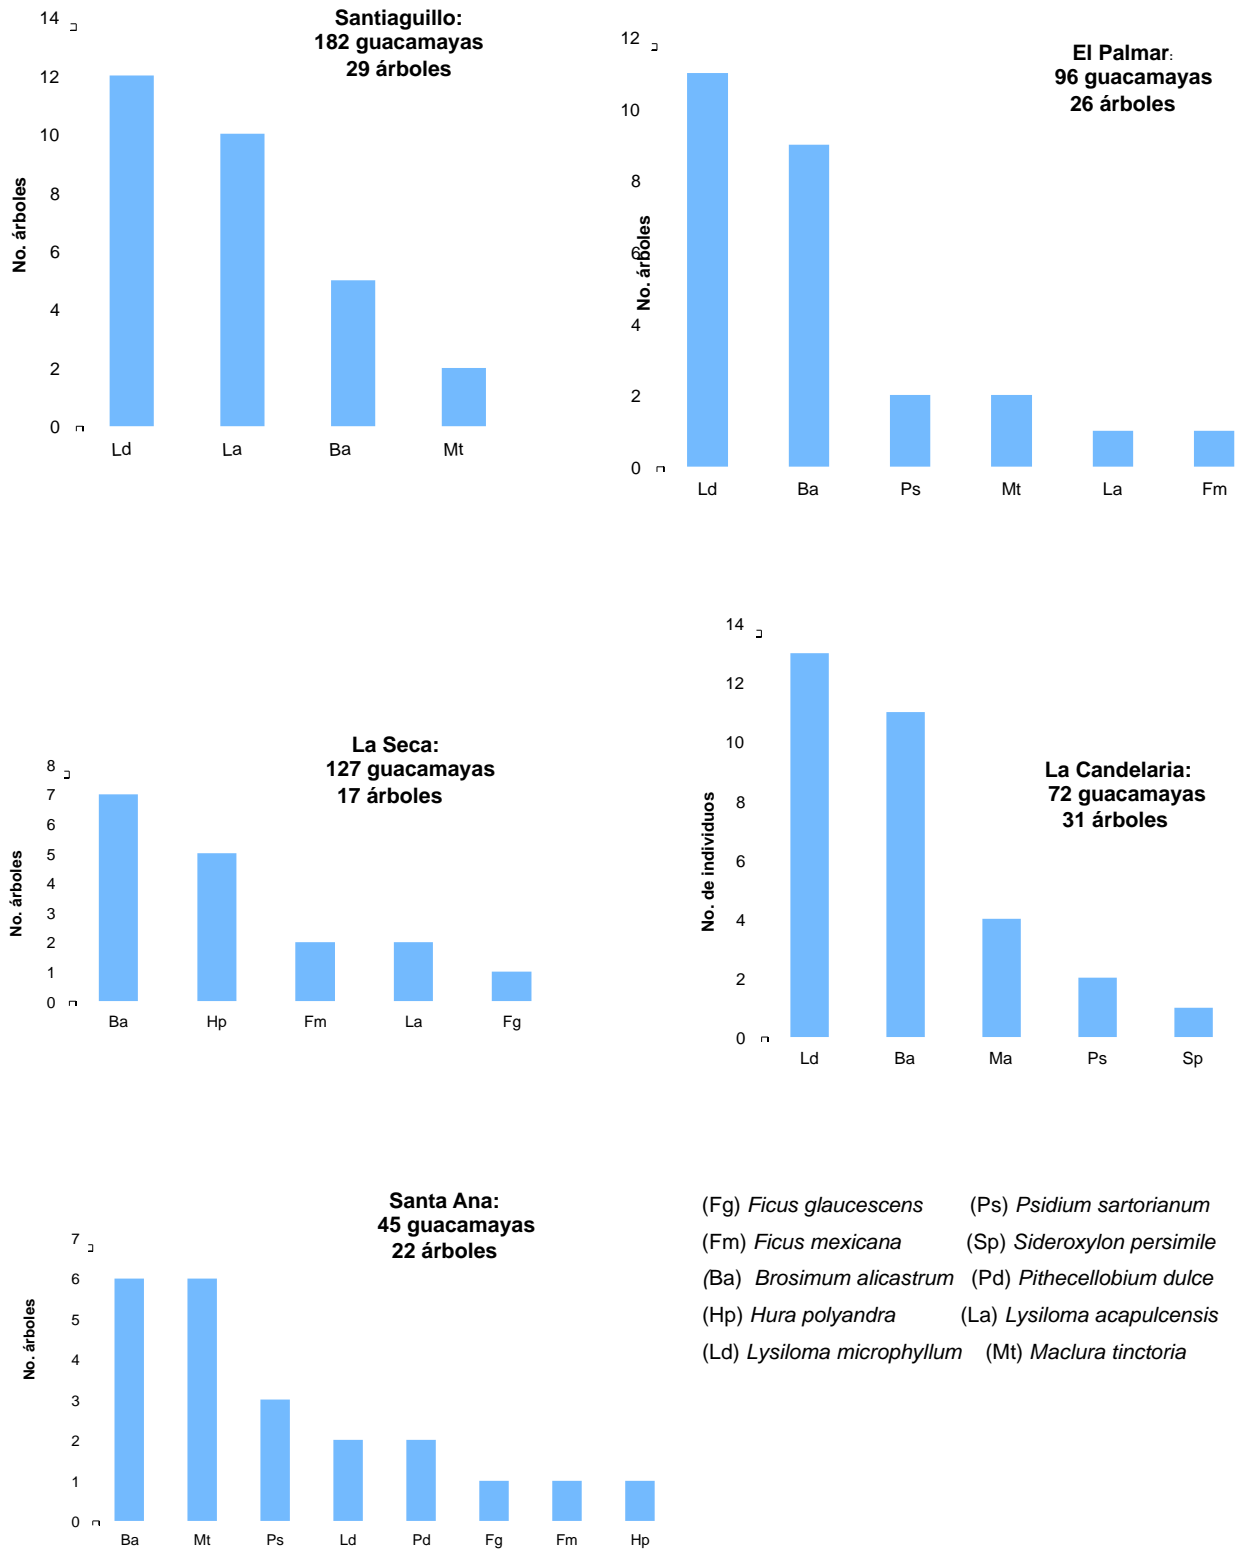 Santiaguillo:
182 guacamayas
29 árboles
No. árboles
14
12
10
8
6
4
2
0
Ld La Ba Mt
El Palmar:
96 guacamayas
26 árboles
No. árboles
12
10
8
6
4
2
0
Ld Ba Ps Mt La Fm
La Seca:
127 guacamayas
17 árboles
No. árboles
8
7
6
5
4
3
2
1
0
Ba Hp Fm La Fg
La Candelaria:
72 guacamayas
31 árboles
No. de individuos
14
12
10
8
6
4
2
0
Ld Ba Ma Ps Sp
Santa Ana:
45 guacamayas
22 árboles
No. árboles
7
6
5
4
3
2
1
0
Ba Mt Ps Ld Pd Fg Fm Hp
(Fg) Ficus glaucescens (Ps) Psidium sartorianum
(Fm) Ficus mexicana (Sp) Sideroxylon persimile
(Ba) Brosimum alicastrum (Pd) Pithecellobium dulce
(Hp) Hura polyandra (La) Lysiloma acapulcensis
(Ld) Lysiloma microphyllum (Mt) Maclura tinctoria